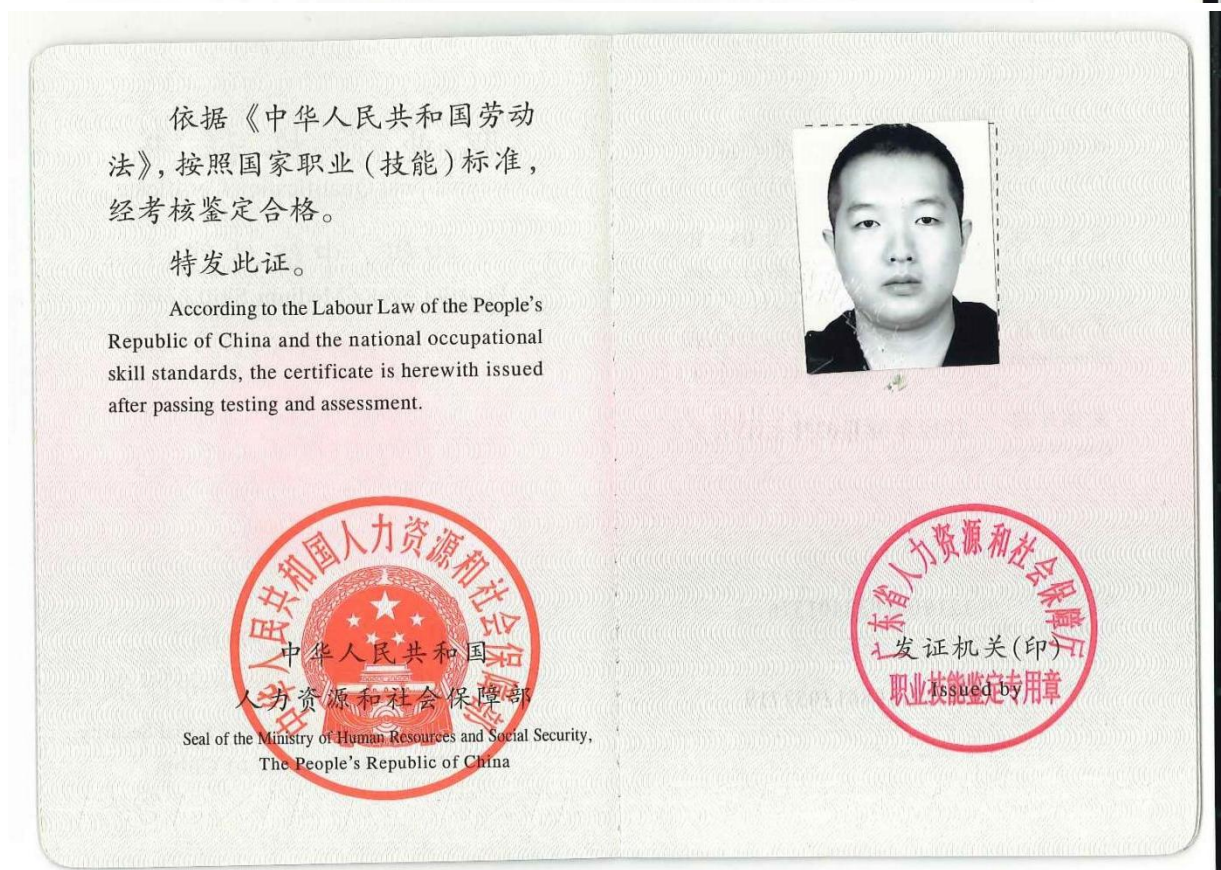 依据《中华人民共和国劳动
法》，按照国家职业（技能）标准，
经考核鉴定合格。
特发此证。
According to the Labour Law of the People's
Republic of China and the national occupational
skill standards, the certificate is herewith issued
after passing testing and assessment.
中华人民共和国人力资源和社会保障部
中华人民共和国
人力资源和社会保障部
Seal of the Ministry of Human Resources and Social Security,
The People's Republic of China
广东省人力资源和社会保障厅
发证机关(印)
职业技能鉴定专用章
Issued by